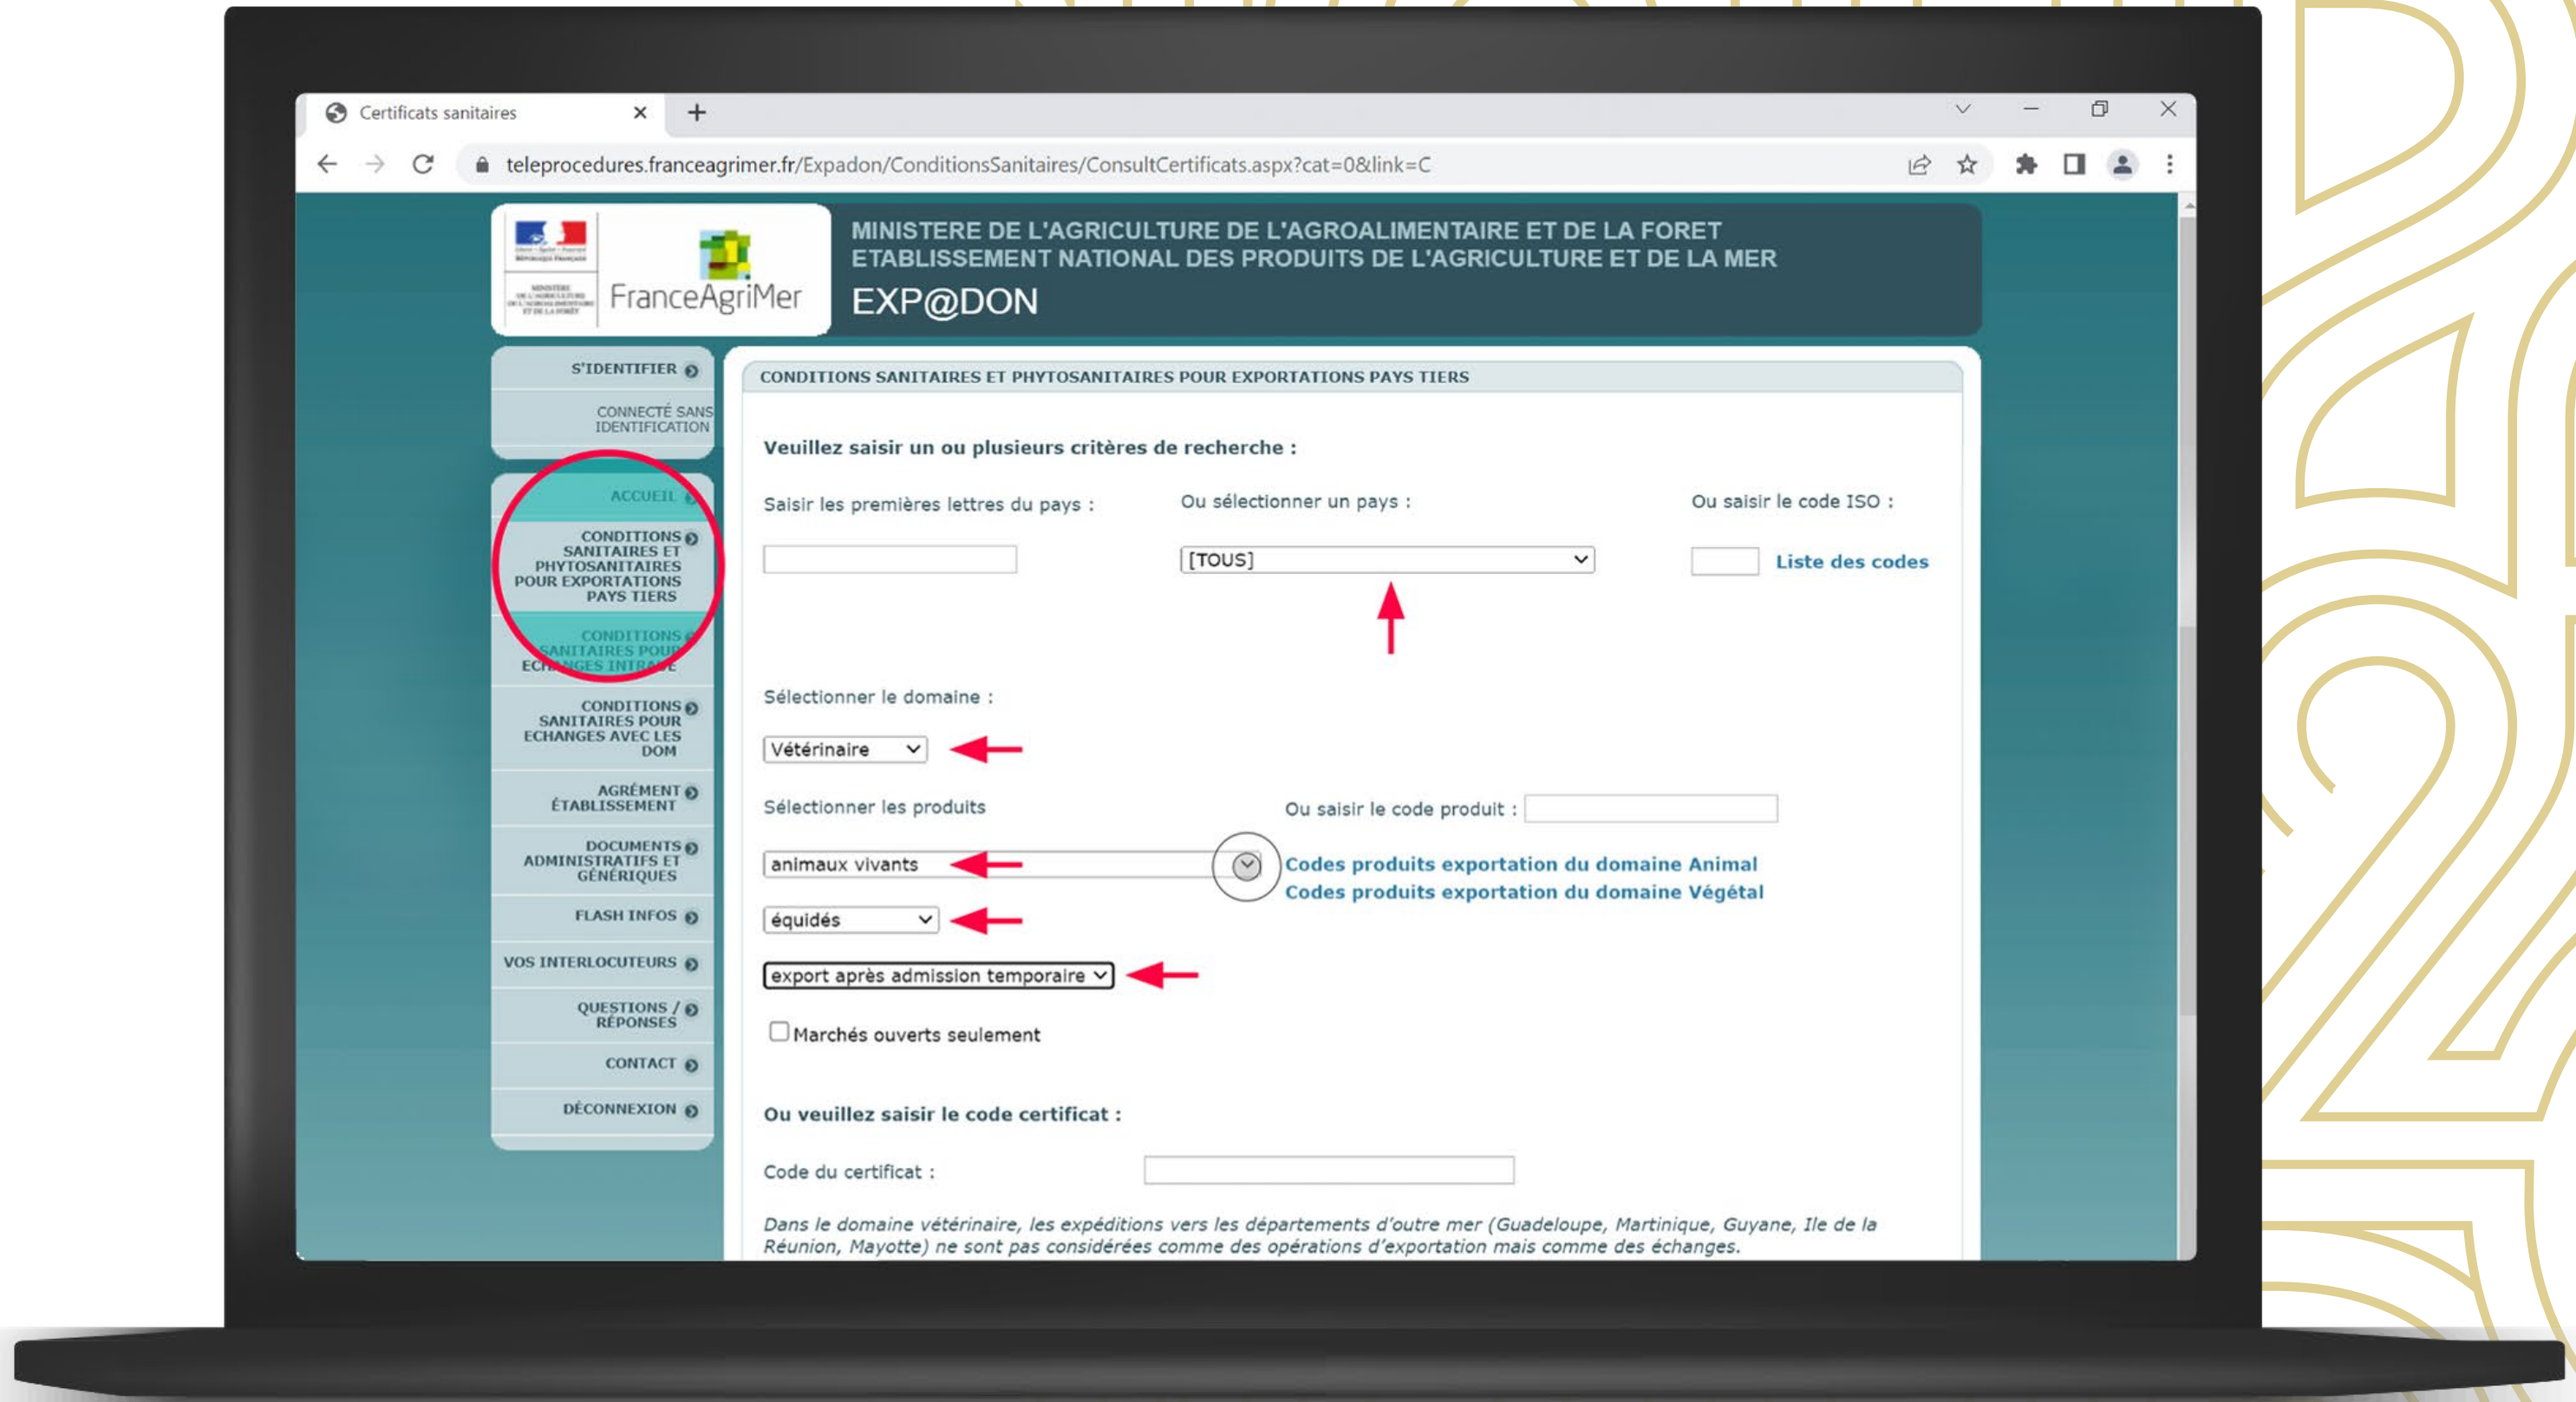 Certificats sanitaires
teleprocedures.franceagrimer.fr/Expadon/ConditionsSanitaires/ConsultCertificats.aspx?cat=0&link=C
FranceAgriMer
MINISTERE DE L'AGRICULTURE DE L'AGROALIMENTAIRE ET DE LA FORET
ETABLISSEMENT NATIONAL DES PRODUITS DE L'AGRICULTURE ET DE LA MER
EXP@DON
S'IDENTIFIER
CONNECTÉ SANS
IDENTIFICATION
ACCUEIL
CONDITIONS
SANITAIRES ET
PHYTOSANITAIRES
POUR EXPORTATIONS
PAYS TIERS
CONDITIONS
SANITAIRES POUR
ECHANGES
CONDITIONS
SANITAIRES POUR
ECHANGES AVEC LES
DOM
AGRÉMENT
ÉTABLISSEMENT
DOCUMENTS
ADMINISTRATIFS ET
GÉNÉRIQUES
FLASH INFOS
VOS INTERLOCUTEURS
QUESTIONS /
RÉPONSES
CONTACT
DÉCONNEXION
CONDITIONS SANITAIRES ET PHYTOSANITAIRES POUR EXPORTATIONS PAYS TIERS
Veuillez saisir un ou plusieurs critères de recherche :
Saisir les premières lettres du pays :
Ou sélectionner un pays :
Ou saisir le code ISO :
[TOUS]
Liste des codes
Sélectionner le domaine :
Vétérinaire
Sélectionner les produits
Ou saisir le code produit :
animaux vivants
Codes produits exportation du domaine Animal
Codes produits exportation du domaine Végétal
équidés
export après admission temporaire
Marchés ouverts seulement
Ou veuillez saisir le code certificat :
Code du certificat :
Dans le domaine vétérinaire, les expéditions vers les départements d'outre mer (Guadeloupe, Martinique, Guyane, Ile de la
Réunion, Mayotte) ne sont pas considérées comme des opérations d'exportation mais comme des échanges.